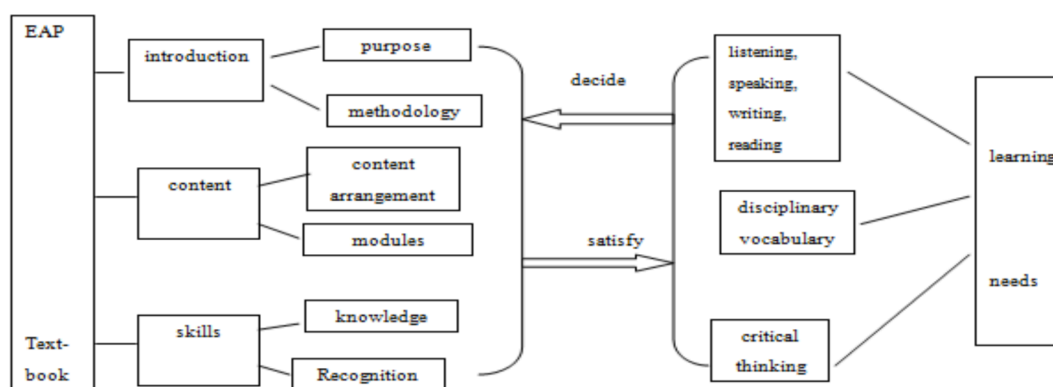 EAP
Text-
book
introduction
purpose
methodology
content
content
arrangement
modules
skills
knowledge
Recognition
decide
satisfy
listening,
speaking,
writing,
reading
disciplinary
vocabulary
critical
thinking
learning
needs